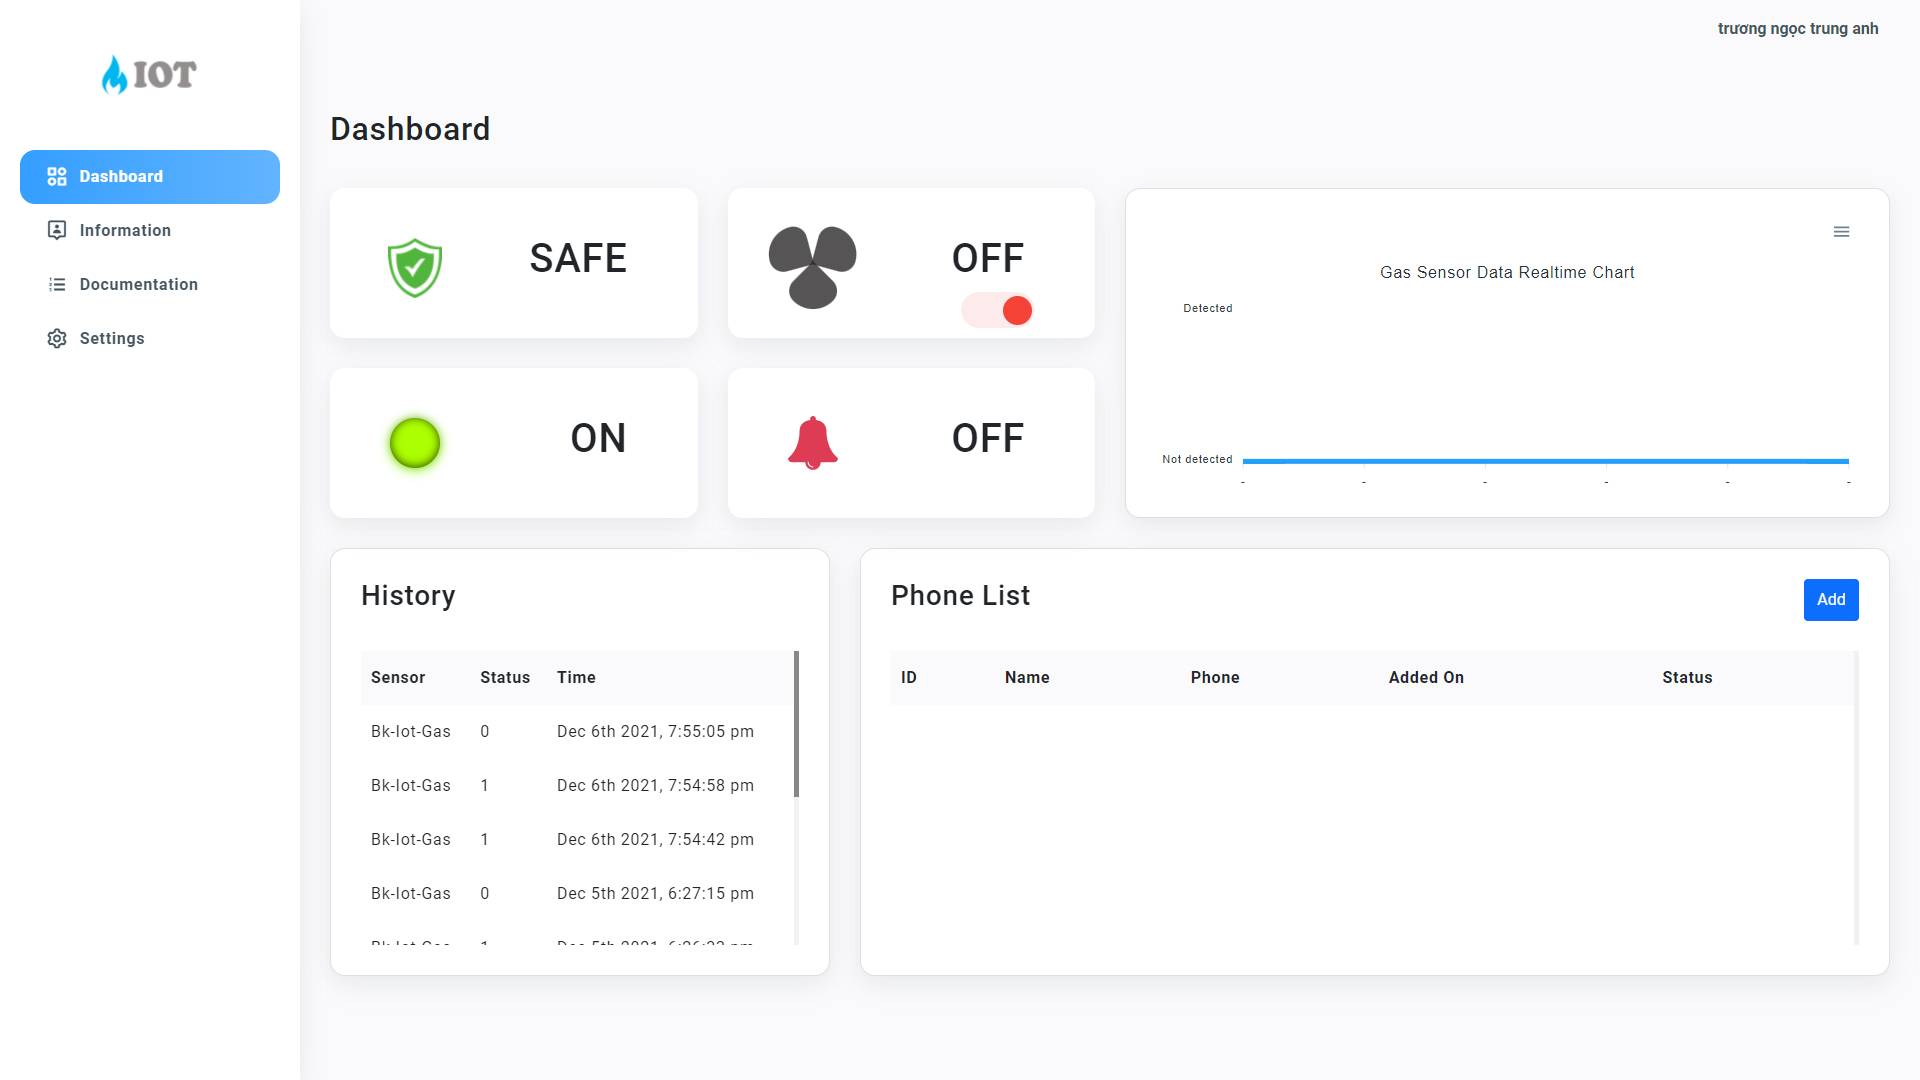 trương ngọc trung anh
IOT
Dashboard
Information
Documentation
Settings
Dashboard
SAFE
OFF
ON
OFF
Gas Sensor Data Realtime Chart
Detected
Not detected
- - - - - -
History
Sensor Status Time
Bk-Iot-Gas 0 Dec 6th 2021, 7:55:05 pm
Bk-Iot-Gas 1 Dec 6th 2021, 7:54:58 pm
Bk-Iot-Gas 1 Dec 6th 2021, 7:54:42 pm
Bk-Iot-Gas 0 Dec 5th 2021, 6:27:15 pm
Phone List
Add
ID Name Phone Added On Status